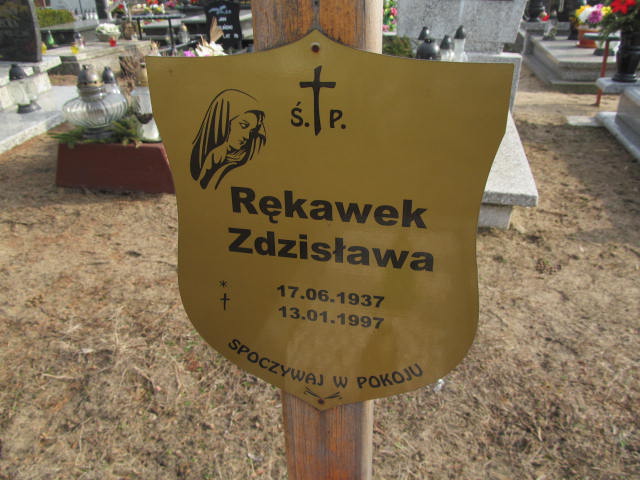 Ś. P.
Rękawek
Zdzisława
* 17.06.1937
† 13.01.1997
SPOCZYWAJ W POKOJU